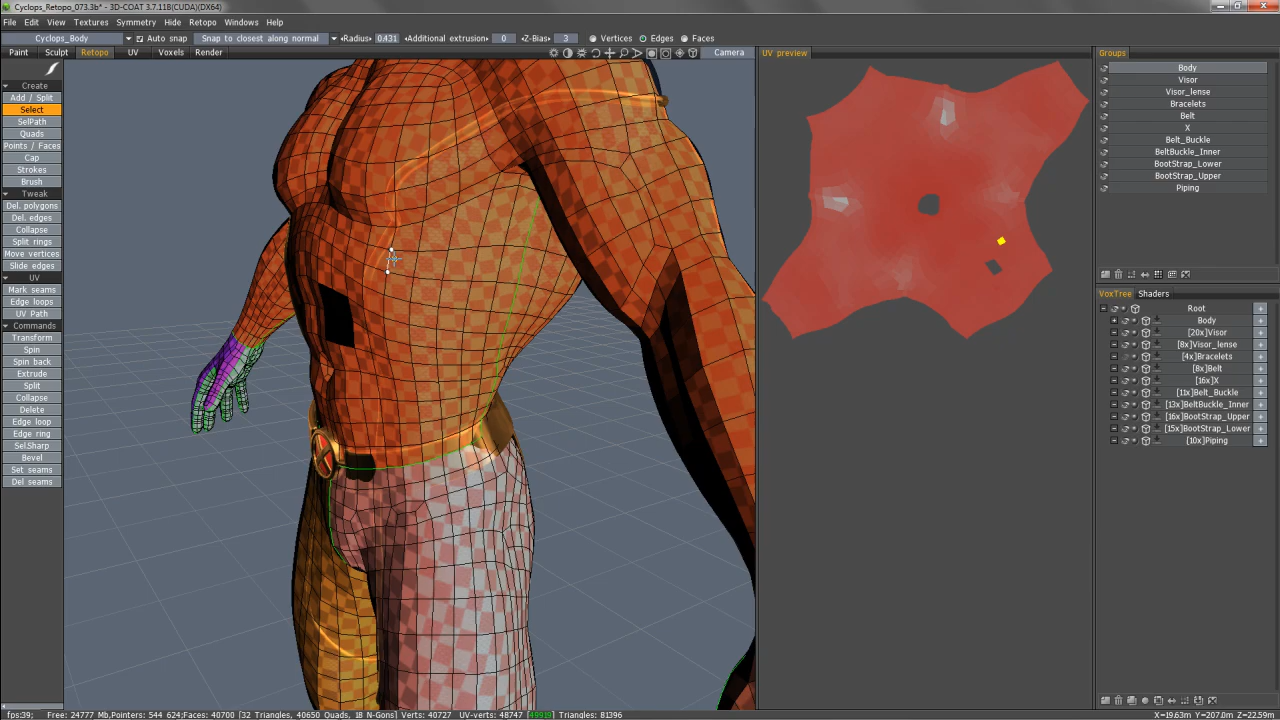 Cyclops_Retopo_073.3b* - 3D-COAT 3.7.11B(CUDA)(DX64)
File Edit View Textures Symmetry Hide Retopo Windows Help
Cyclops_Body Auto snap Snap to closest along normal Radius 0.431 Additional extrusion 0 Z-Bias 3 Vertices Edges Faces
Paint Sculpt Retopo UV Voxels Render Camera
UV preview
Groups
Create
Add / Split
Select
SelPath
Quads
Points / Faces
Cap
Strokes
Brush
Tweak
Del. polygons
Del. edges
Collapse
Split rings
Move vertices
Slide edges
UV
Mark seams
Edge loops
UV Path
Commands
Transform
Spin
Spin back
Extrude
Split
Collapse
Delete
Edge loop
Edge ring
Sel.Sharp
Bevel
Set seams
Del seams
Body
Visor
Visor_lense
Bracelets
Belt
X
Belt_Buckle
BeltBuckle_Inner
BootStrap_Lower
BootStrap_Upper
Piping
VoxTree Shaders
Root
Body
[20x]Visor
[8x]Visor_lense
[4x]Bracelets
[8x]Belt
[16x]X
[11x]Belt_Buckle
[13x]BeltBuckle_Inner
[16x]BootStrap_Upper
[15x]BootStrap_Lower
[10x]Piping
fps:39; Free: 24777 Mb,Pointers: 544 624;Faces: 40700 [32 Triangles, 40650 Quads, 18 N-Gons] Verts: 40727 UV-verts: 48747 [49919] Triangles: 81396
X=19.63m Y=207.0m Z=22.59m